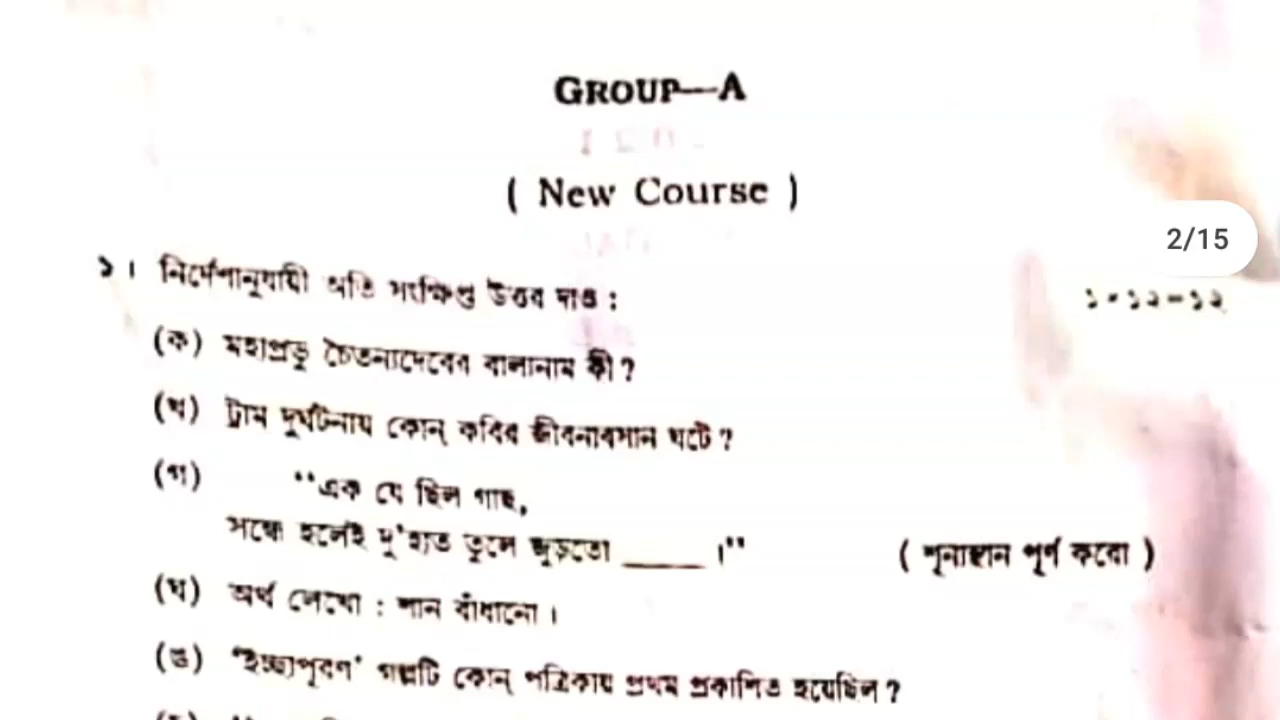 GROUP—A
( New Course )
2/15
১। নির্দেশানুযায়ী অতি সংক্ষিপ্ত উত্তর দাও : ১×১২=১২
(ক) মহাপ্রভু চৈতন্যদেবের বাল্যনাম কী?
(খ) ট্রাম দুর্ঘটনায় কোন্ কবির জীবনাবসান ঘটে?
(গ) “এক যে ছিল গাছ,
সন্ধে হলেই দু’হাত তুলে জুড়তো _____ ।” ( শূন্যস্থান পূর্ণ করো )
(ঘ) অর্থ লেখো : শান বাঁধানো।
(ঙ) ‘ইচ্ছাপূরণ’ গল্পটি কোন্ পত্রিকায় প্রথম প্রকাশিত হয়েছিল?